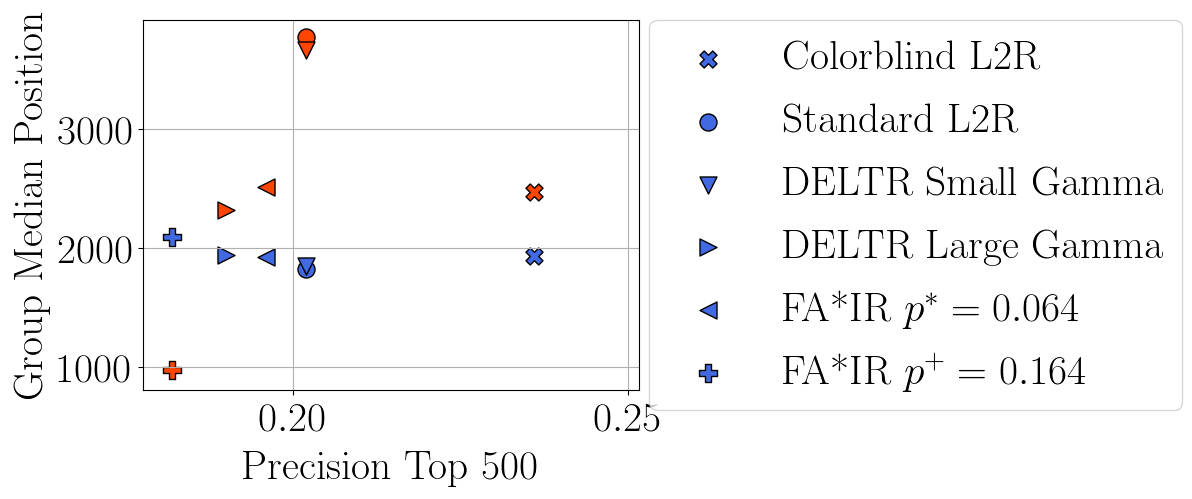 Group Median Position
3000
2000
1000
0.20
0.25
Precision Top 500
Colorblind L2R
Standard L2R
DELTR Small Gamma
DELTR Large Gamma
FA*IR p* = 0.064
FA*IR p+ = 0.164